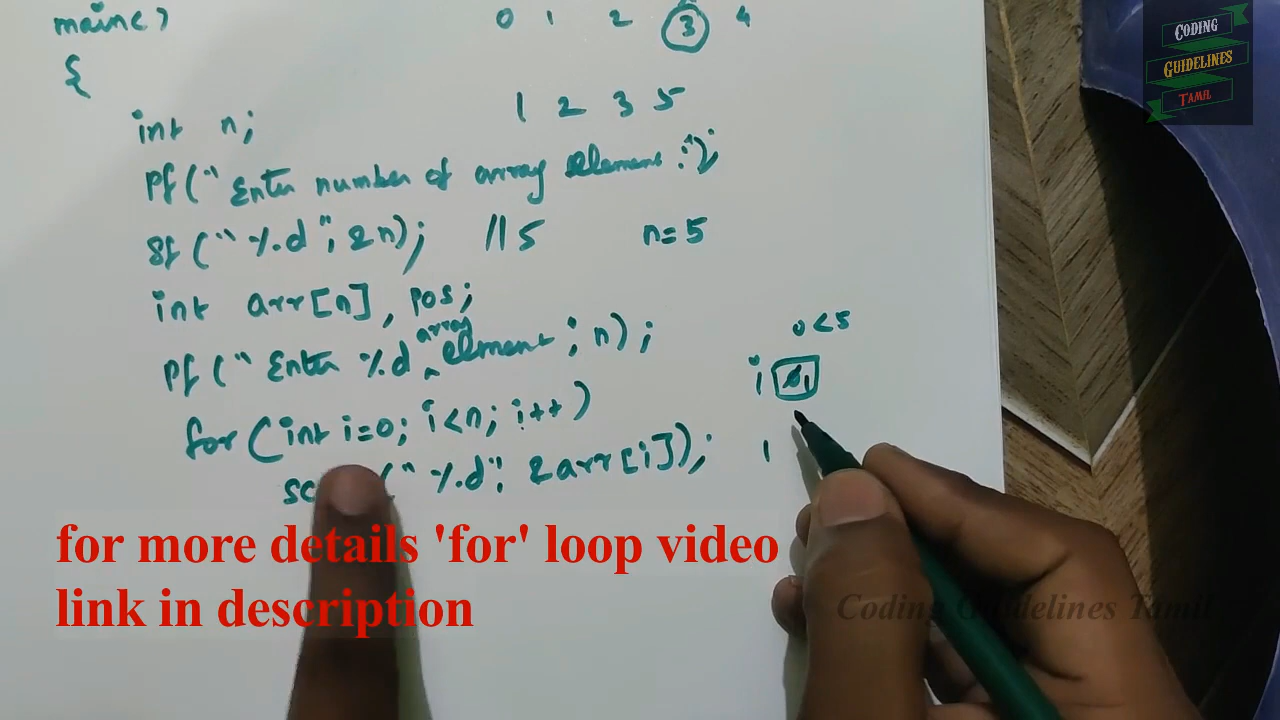 main()
0 1 2 3 4
{
1 2 3 5
int n;
Pf("Enter number of array element:");
Sf("%d", &n); //5
n=5
int arr[n], pos;
array
Pf("Enter %d element", n);
0<5
i 0 1
for(int i=0; i<n; i++)
("%d", &arr[i]);
1
for more details 'for' loop video
link in description
CODING
GUIDELINES
TAMIL
Coding Guidelines Tamil